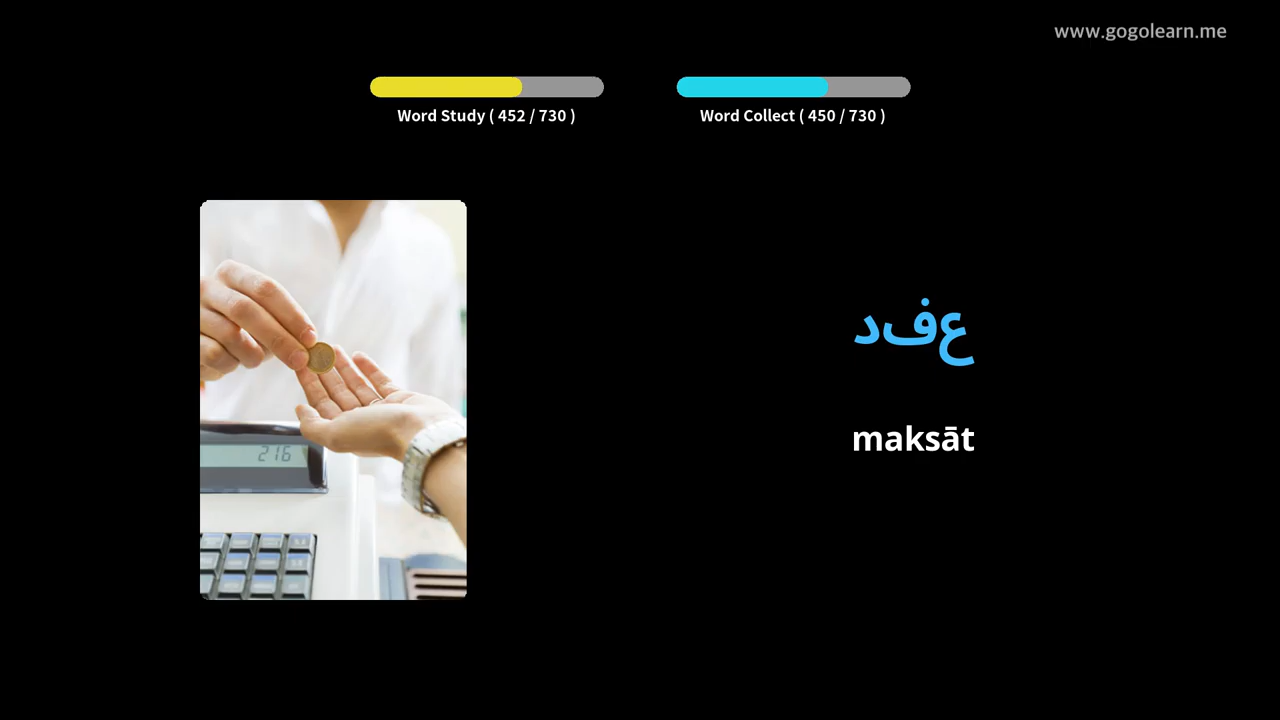 www.gogolearn.me
Word Study ( 452 / 730 )
Word Collect ( 450 / 730 )
دفع
maksāt
216